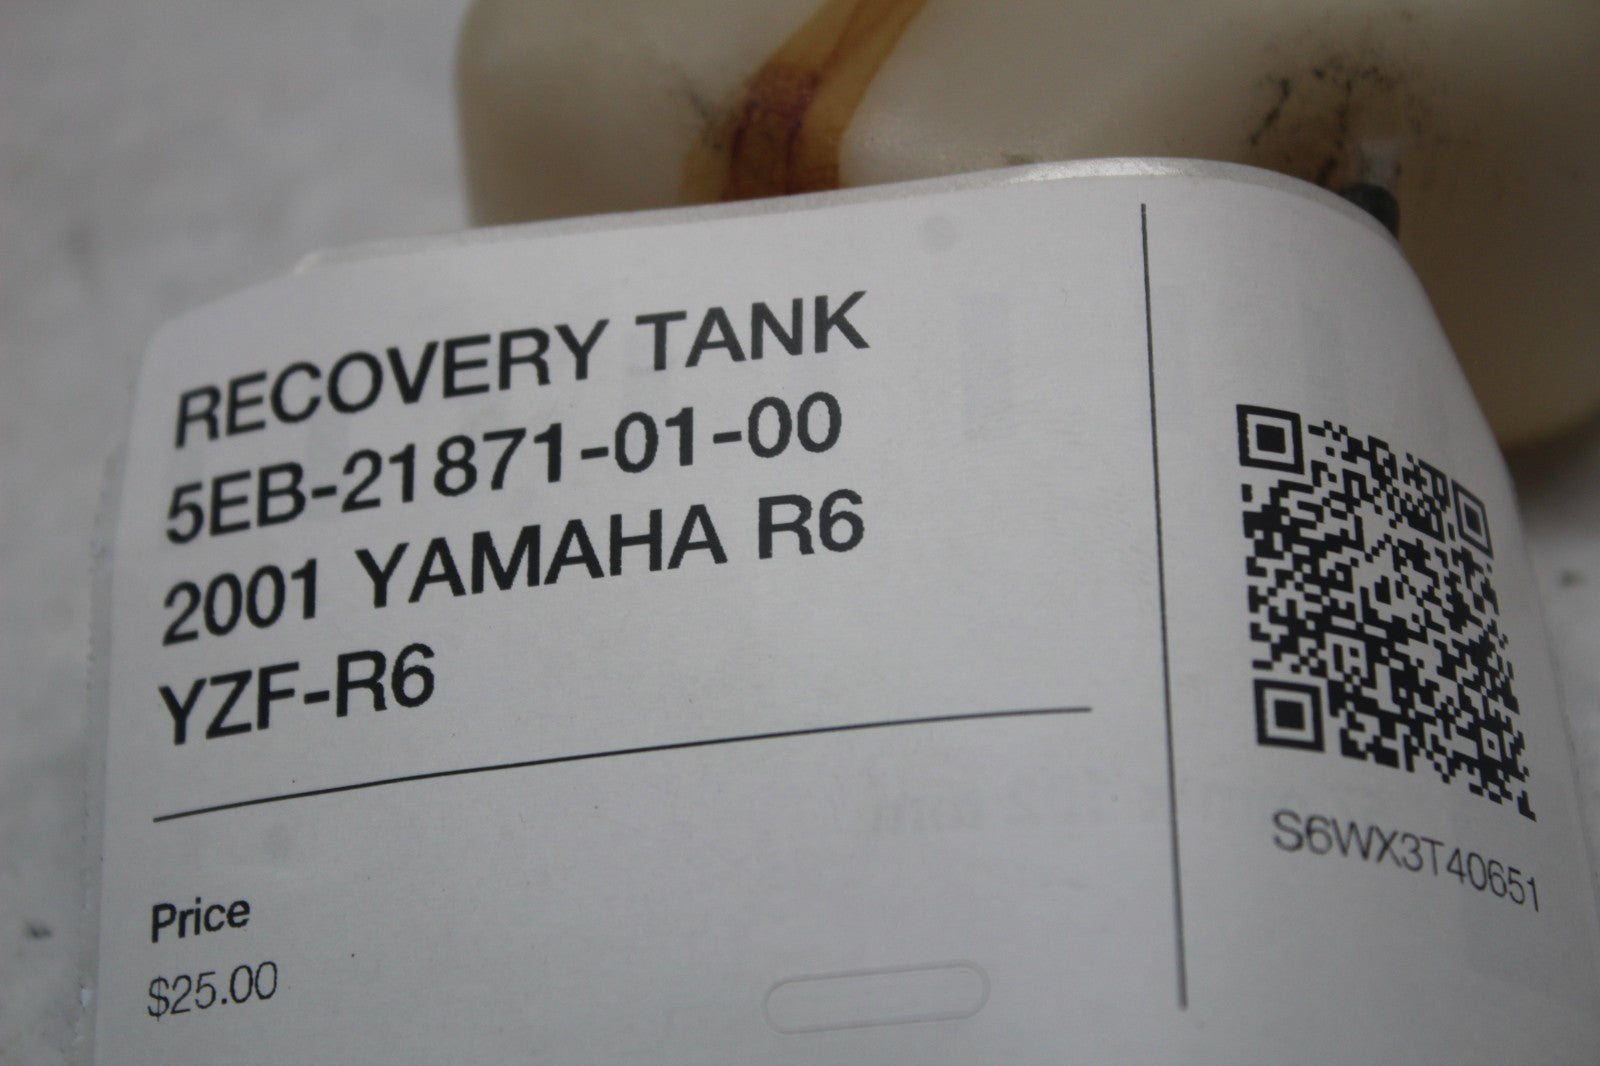 RECOVERY TANK
5EB-21871-01-00
2001 YAMAHA R6
YZF-R6
Price
$25.00
S6WX3T40651